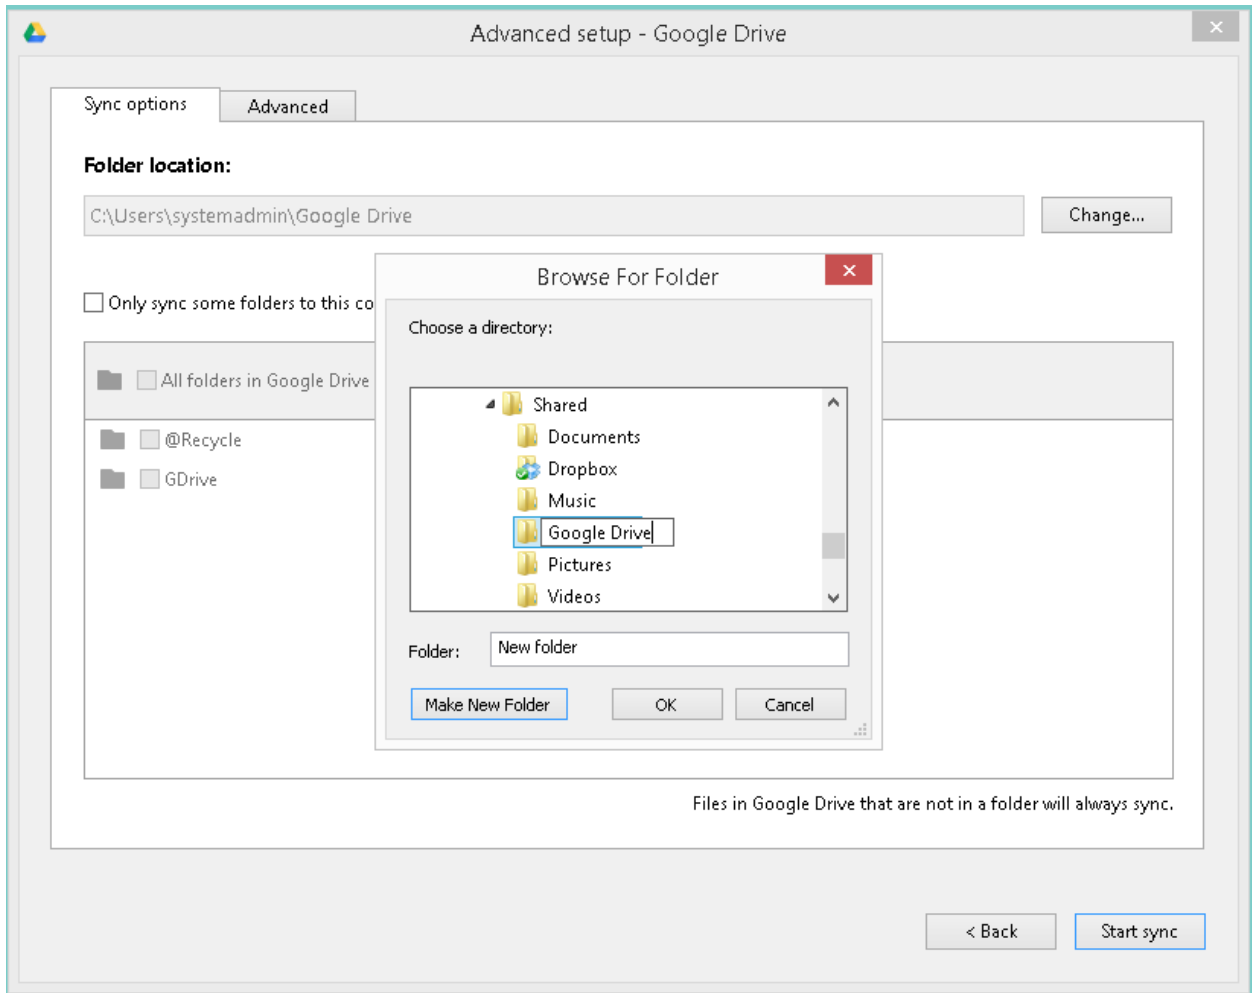 Advanced setup - Google Drive
Sync options
Advanced
Folder location:
C:\Users\systemadmin\Google Drive
Change...
Only sync some folders to this co
All folders in Google Drive
@Recycle
GDrive
Browse For Folder
Choose a directory:
Shared
Documents
Dropbox
Music
Google Drive
Pictures
Videos
Folder:
New folder
Make New Folder
OK
Cancel
Files in Google Drive that are not in a folder will always sync.
< Back
Start sync